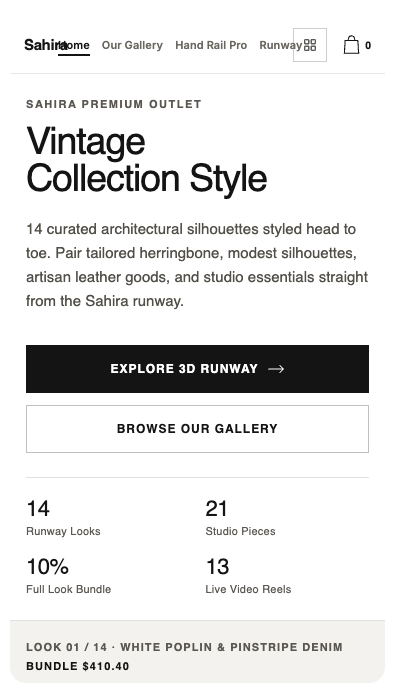 Sahira
Home Our Gallery Hand Rail Pro Runway 0
SAHIRA PREMIUM OUTLET
Vintage
Collection Style
14 curated architectural silhouettes styled head to
toe. Pair tailored herringbone, modest silhouettes,
artisan leather goods, and studio essentials straight
from the Sahira runway.
EXPLORE 3D RUNWAY →
BROWSE OUR GALLERY
14 21
Runway Looks Studio Pieces
10% 13
Full Look Bundle Live Video Reels
LOOK 01 / 14 · WHITE POPLIN & PINSTRIPE DENIM
BUNDLE $410.40